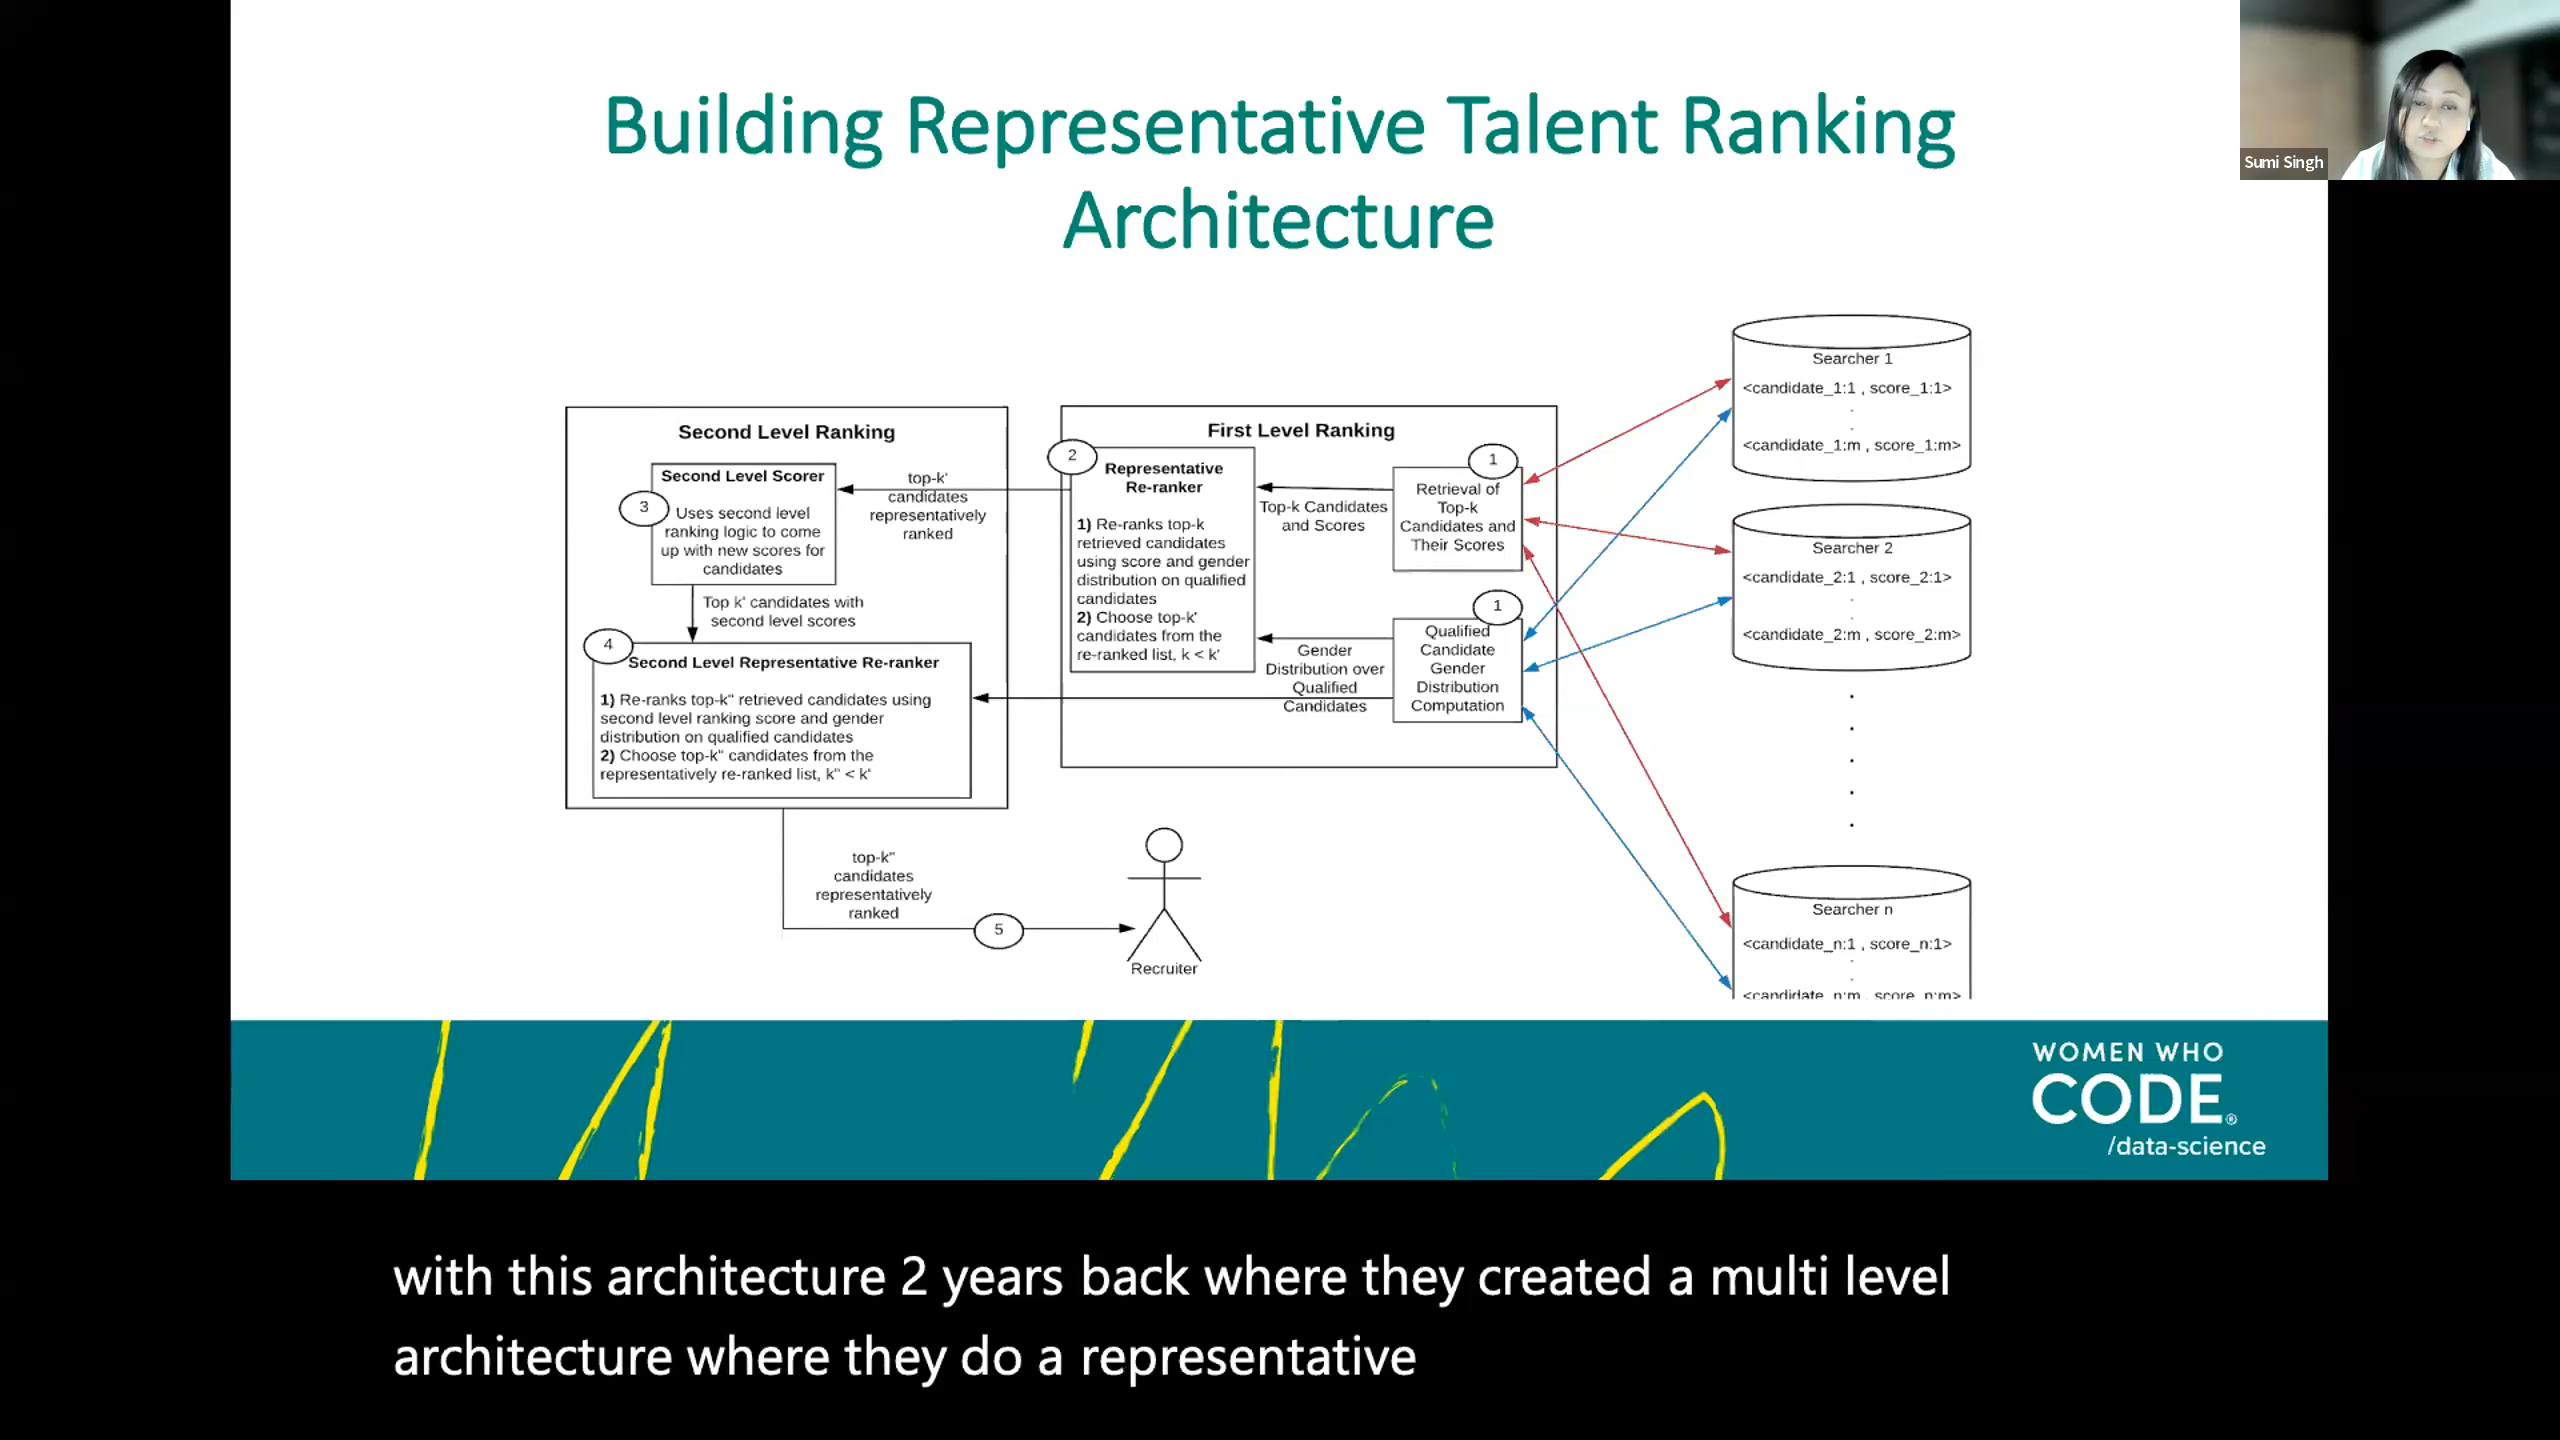 Building Representative Talent Ranking
Architecture
Sumi Singh
Second Level Ranking
Second Level Scorer
3
Uses second level
ranking logic to come
up with new scores for
candidates
top-k'
candidates
representatively
ranked
Top k' candidates with
second level scores
4
Second Level Representative Re-ranker
1) Re-ranks top-k" retrieved candidates using
second level ranking score and gender
distribution on qualified candidates
2) Choose top-k" candidates from the
representatively re-ranked list, k" < k'
First Level Ranking
2
Representative
Re-ranker
1) Re-ranks top-k
retrieved candidates
using score and gender
distribution on qualified
candidates
2) Choose top-k'
candidates from the
re-ranked list, k < k'
Top-k Candidates
and Scores
1
Retrieval of
Top-k
Candidates and
Their Scores
Gender
Distribution over
Qualified
Candidates
1
Qualified
Candidate
Gender
Distribution
Computation
Searcher 1
<candidate_1:1 , score_1:1>
.
.
<candidate_1:m , score_1:m>
Searcher 2
<candidate_2:1 , score_2:1>
.
.
<candidate_2:m , score_2:m>
.
.
.
.
.
Searcher n
<candidate_n:1 , score_n:1>
.
.
<candidate_n:m , score_n:m>
top-k"
candidates
representatively
ranked
5
Recruiter
WOMEN WHO
CODE®
/data-science
with this architecture 2 years back where they created a multi level
architecture where they do a representative